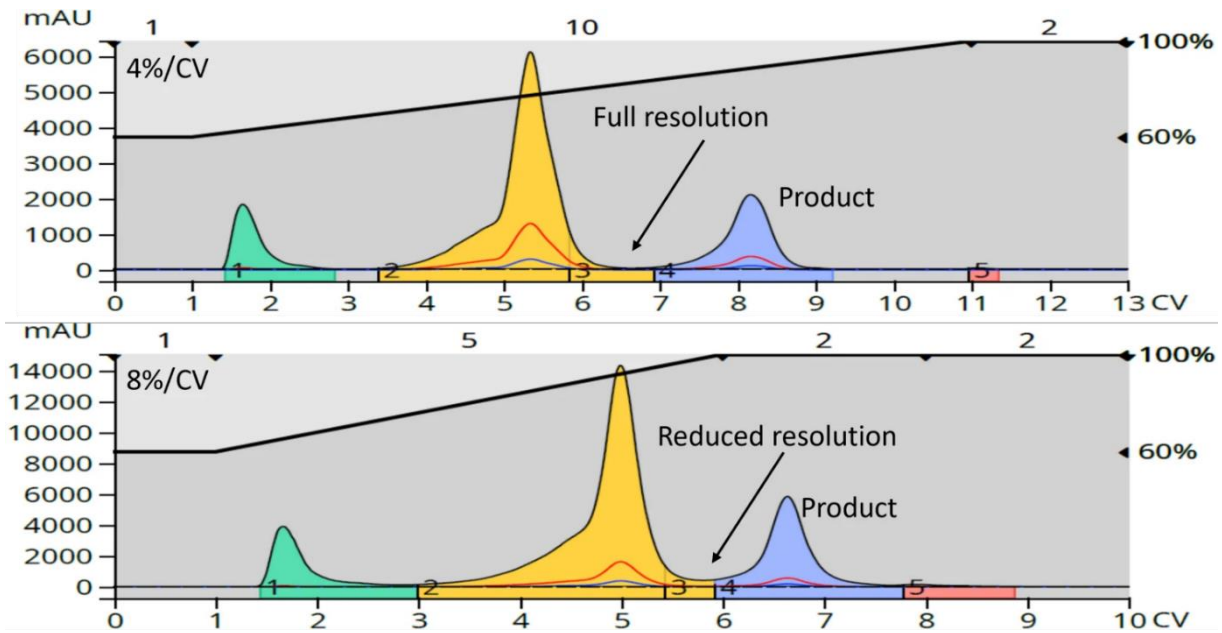 mAU 1 10 2
6000 4%/CV 100%
5000
4000 Full resolution 60%
3000
2000 Product
1000
0 1 2 3 4 5
0 1 2 3 4 5 6 7 8 9 10 11 12 13 CV
mAU 1 5 2 2
14000 8%/CV 100%
12000
10000 Reduced resolution
8000 60%
6000 Product
4000
2000
0 1 2 3 4 5
0 1 2 3 4 5 6 7 8 9 10 CV